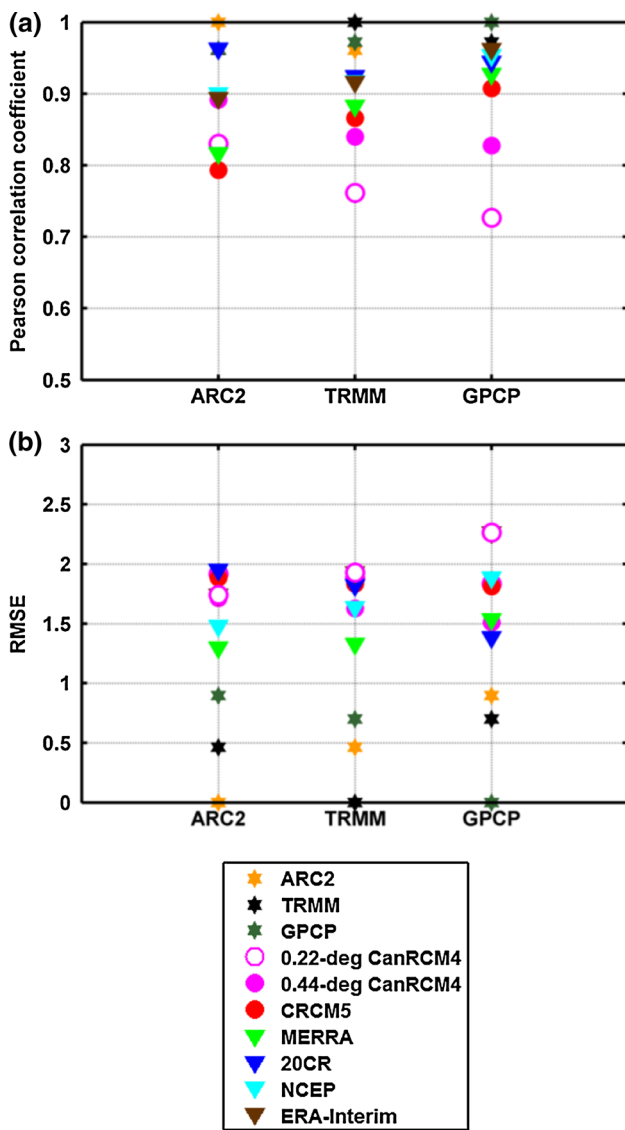 (a)
Pearson correlation coefficient
1
0.9
0.8
0.7
0.6
0.5
ARC2 TRMM GPCP
(b)
RMSE
3
2.5
2
1.5
1
0.5
0
ARC2 TRMM GPCP
ARC2
TRMM
GPCP
0.22-deg CanRCM4
0.44-deg CanRCM4
CRCM5
MERRA
20CR
NCEP
ERA-Interim